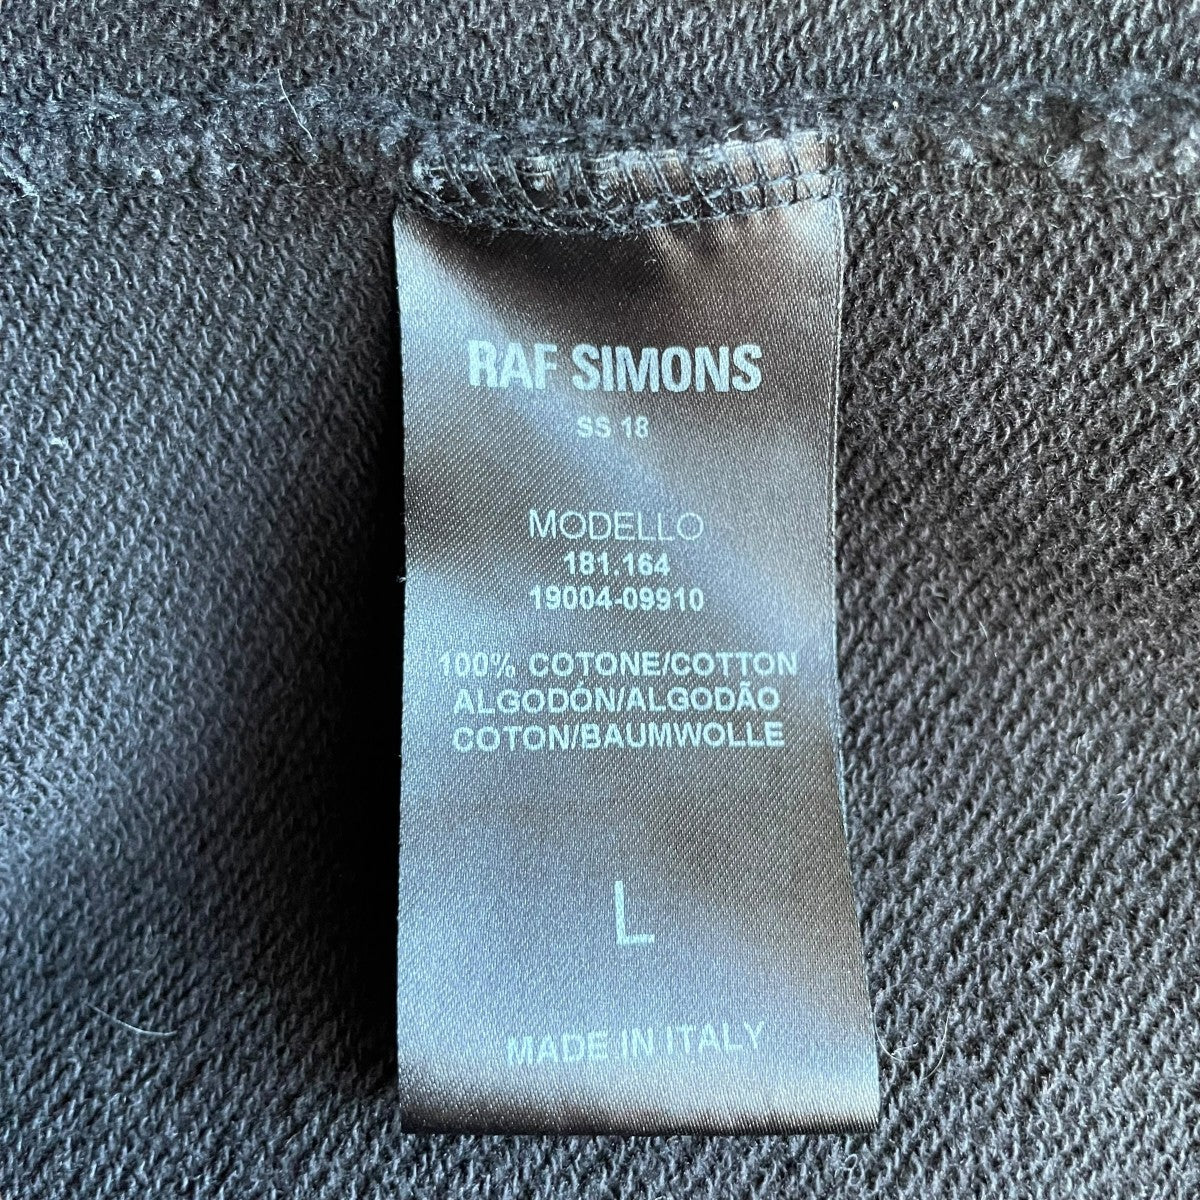 RAF SIMONS
SS 18
MODELLO
181.164
19004-09910
100% COTONE/COTTON
ALGODÓN/ALGODÃO
COTON/BAUMWOLLE
L
MADE IN ITALY